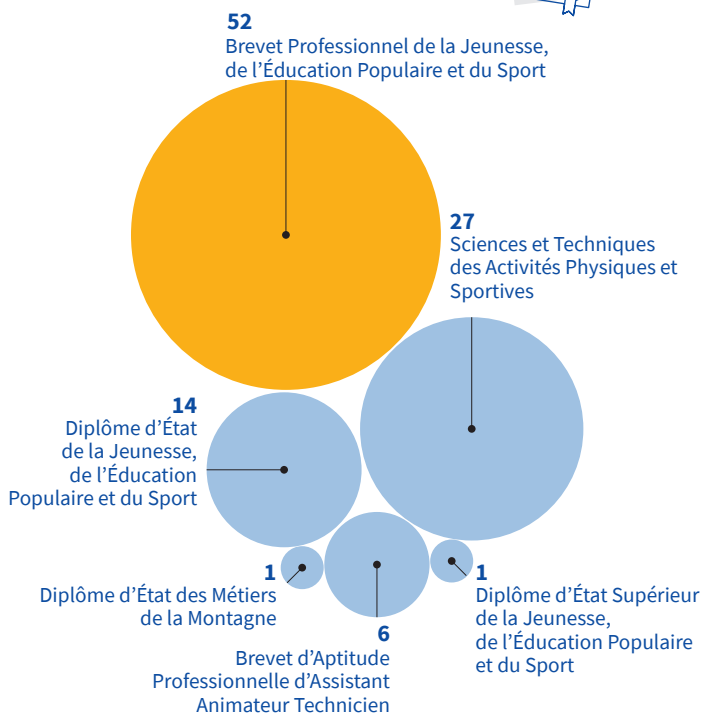 52
Brevet Professionnel de la Jeunesse,
de l’Éducation Populaire et du Sport
27
Sciences et Techniques
des Activités Physiques et
Sportives
14
Diplôme d’État
de la Jeunesse,
de l’Éducation
Populaire et du Sport
1
Diplôme d’État des Métiers
de la Montagne
6
Brevet d’Aptitude
Professionnelle d’Assistant
Animateur Technicien
1
Diplôme d’État Supérieur
de la Jeunesse,
de l’Éducation Populaire
et du Sport